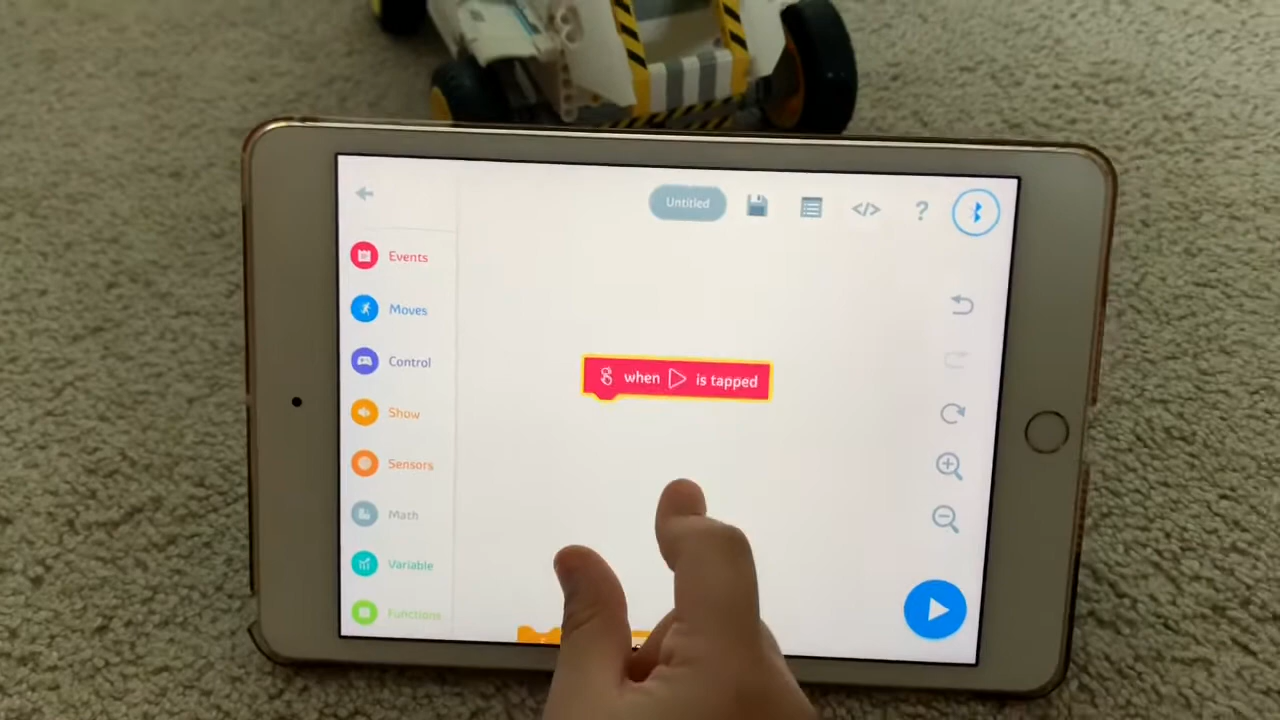 Untitled
</>
?
Events
Moves
Control
Show
Sensors
Math
Variable
Functions
when is tapped